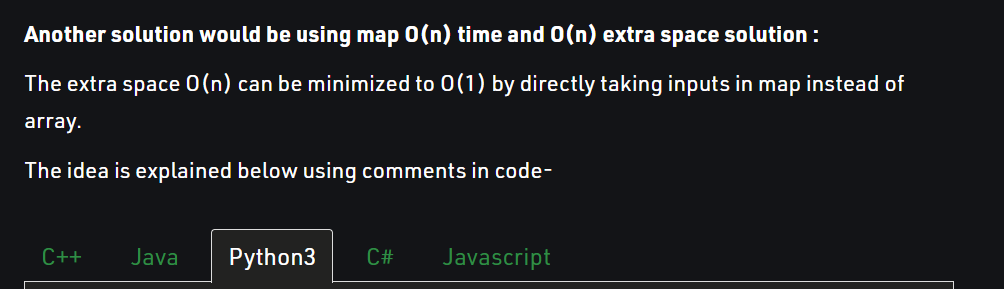 Another solution would be using map O(n) time and O(n) extra space solution :
The extra space O(n) can be minimized to O(1) by directly taking inputs in map instead of
array.
The idea is explained below using comments in code-
C++ Java Python3 C# Javascript